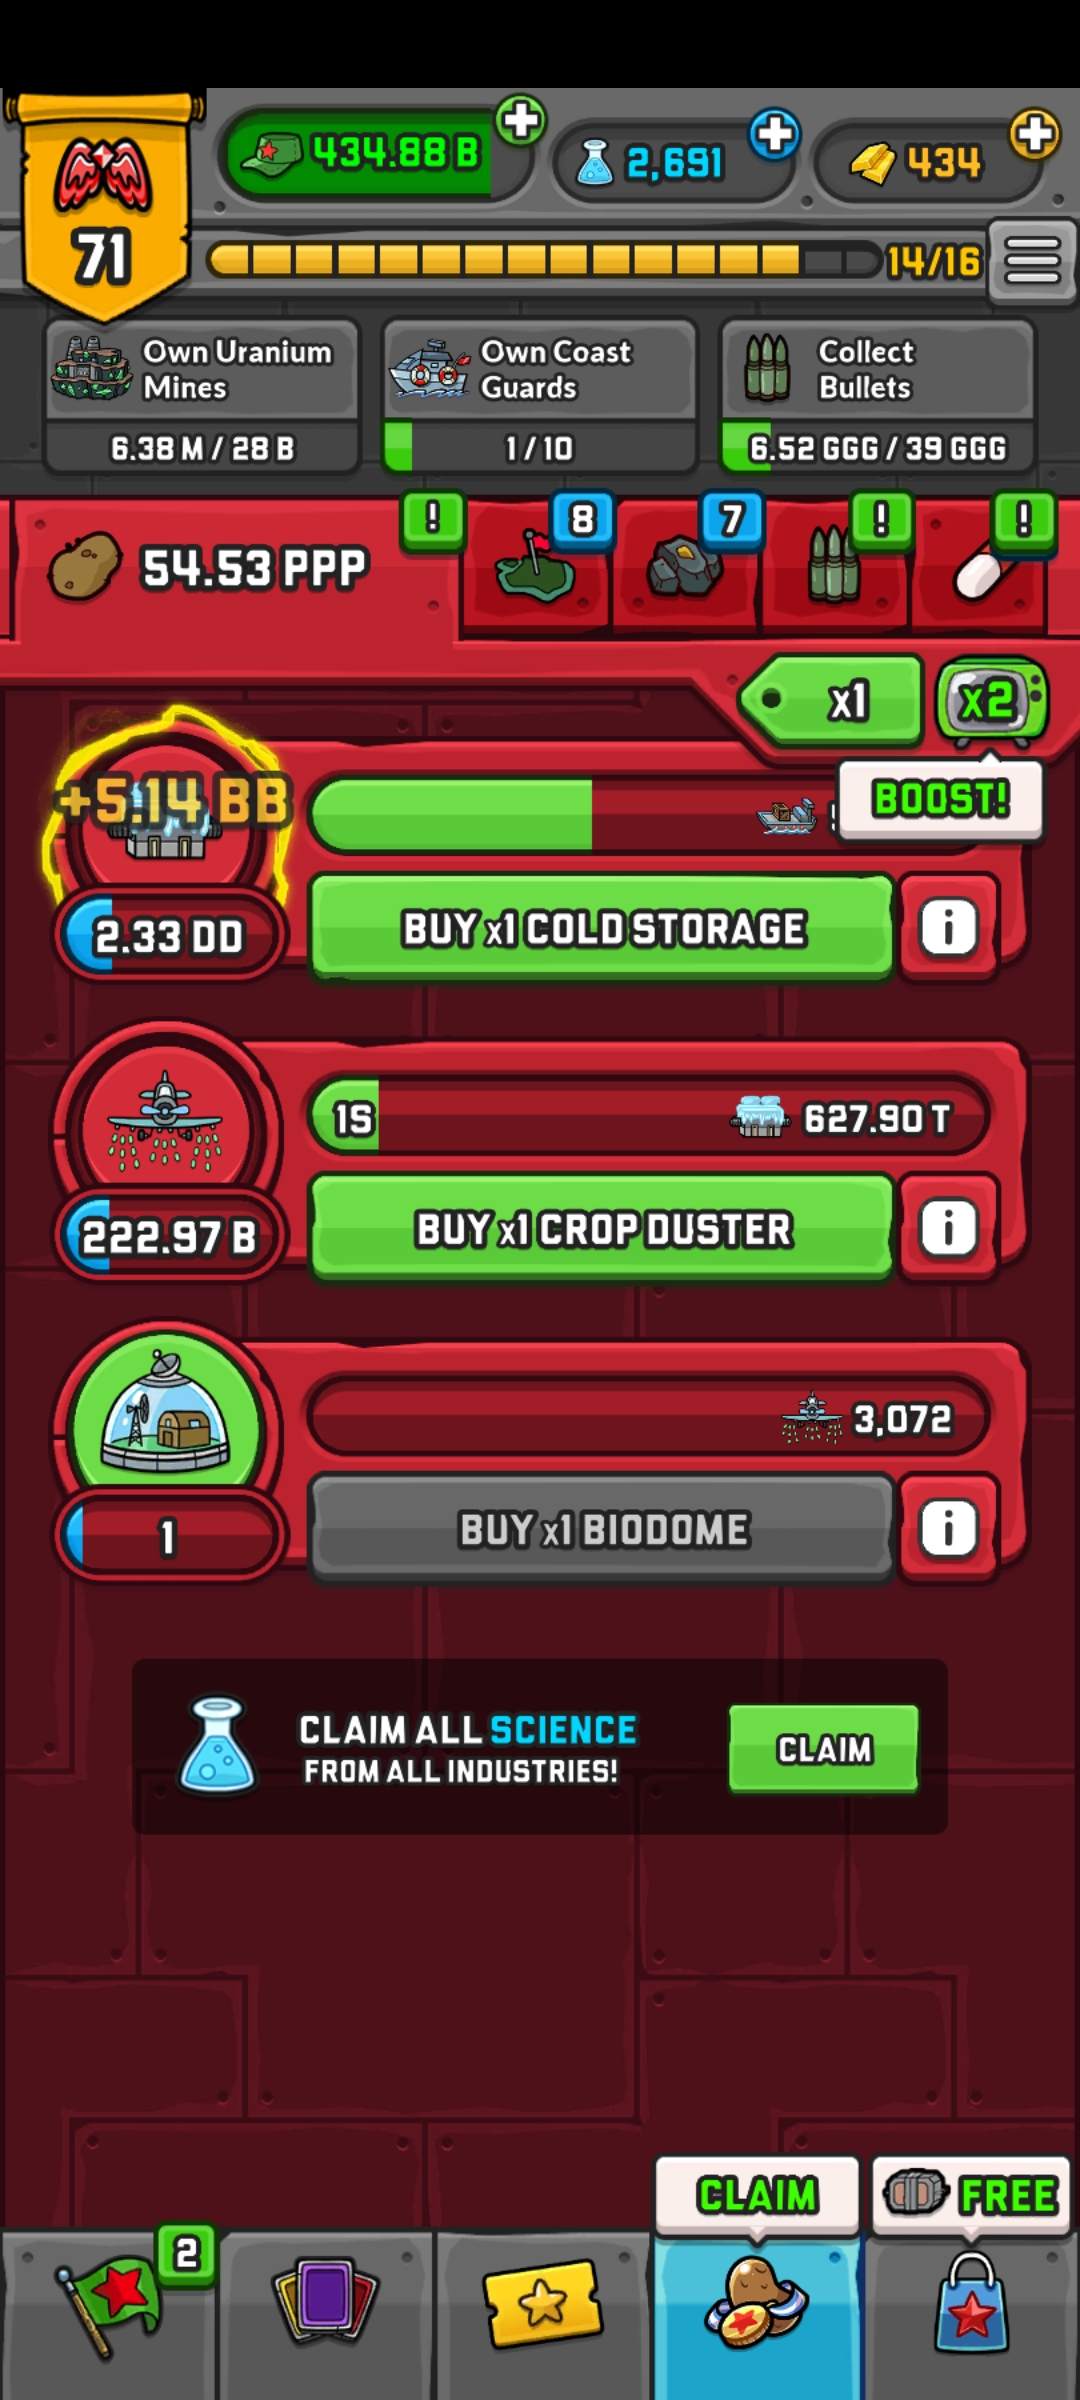 434.88 B
2,691
434
71
14/16
Own Uranium
Mines
6.38 M / 28 B
Own Coast
Guards
1 / 10
Collect
Bullets
6.52 GGG / 39 GGG
54.53 PPP
!
8
7
!
!
x1
x2
BOOST!
+5.14 BB
2.33 DD
BUY x1 COLD STORAGE
i
1S
627.90 T
222.97 B
BUY x1 CROP DUSTER
i
3,072
1
BUY x1 BIODOME
i
CLAIM ALL SCIENCE
FROM ALL INDUSTRIES!
CLAIM
CLAIM
FREE
2